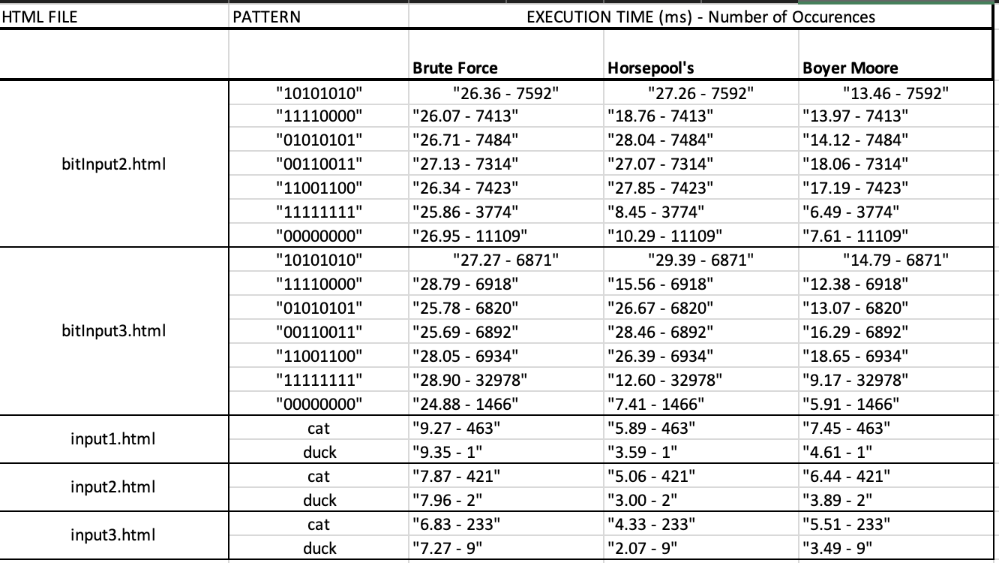 HTML FILE PATTERN EXECUTION TIME (ms) - Number of Occurences
Brute Force Horsepool's Boyer Moore
"10101010" "26.36 - 7592" "27.26 - 7592" "13.46 - 7592"
"11110000" "26.07 - 7413" "18.76 - 7413" "13.97 - 7413"
"01010101" "26.71 - 7484" "28.04 - 7484" "14.12 - 7484"
bitInput2.html "00110011" "27.13 - 7314" "27.07 - 7314" "18.06 - 7314"
"11001100" "26.34 - 7423" "27.85 - 7423" "17.19 - 7423"
"11111111" "25.86 - 3774" "8.45 - 3774" "6.49 - 3774"
"00000000" "26.95 - 11109" "10.29 - 11109" "7.61 - 11109"
"10101010" "27.27 - 6871" "29.39 - 6871" "14.79 - 6871"
"11110000" "28.79 - 6918" "15.56 - 6918" "12.38 - 6918"
"01010101" "25.78 - 6820" "26.67 - 6820" "13.07 - 6820"
bitInput3.html "00110011" "25.69 - 6892" "28.46 - 6892" "16.29 - 6892"
"11001100" "28.05 - 6934" "26.39 - 6934" "18.65 - 6934"
"11111111" "28.90 - 32978" "12.60 - 32978" "9.17 - 32978"
"00000000" "24.88 - 1466" "7.41 - 1466" "5.91 - 1466"
input1.html cat "9.27 - 463" "5.89 - 463" "7.45 - 463"
duck "9.35 - 1" "3.59 - 1" "4.61 - 1"
input2.html cat "7.87 - 421" "5.06 - 421" "6.44 - 421"
duck "7.96 - 2" "3.00 - 2" "3.89 - 2"
input3.html cat "6.83 - 233" "4.33 - 233" "5.51 - 233"
duck "7.27 - 9" "2.07 - 9" "3.49 - 9"